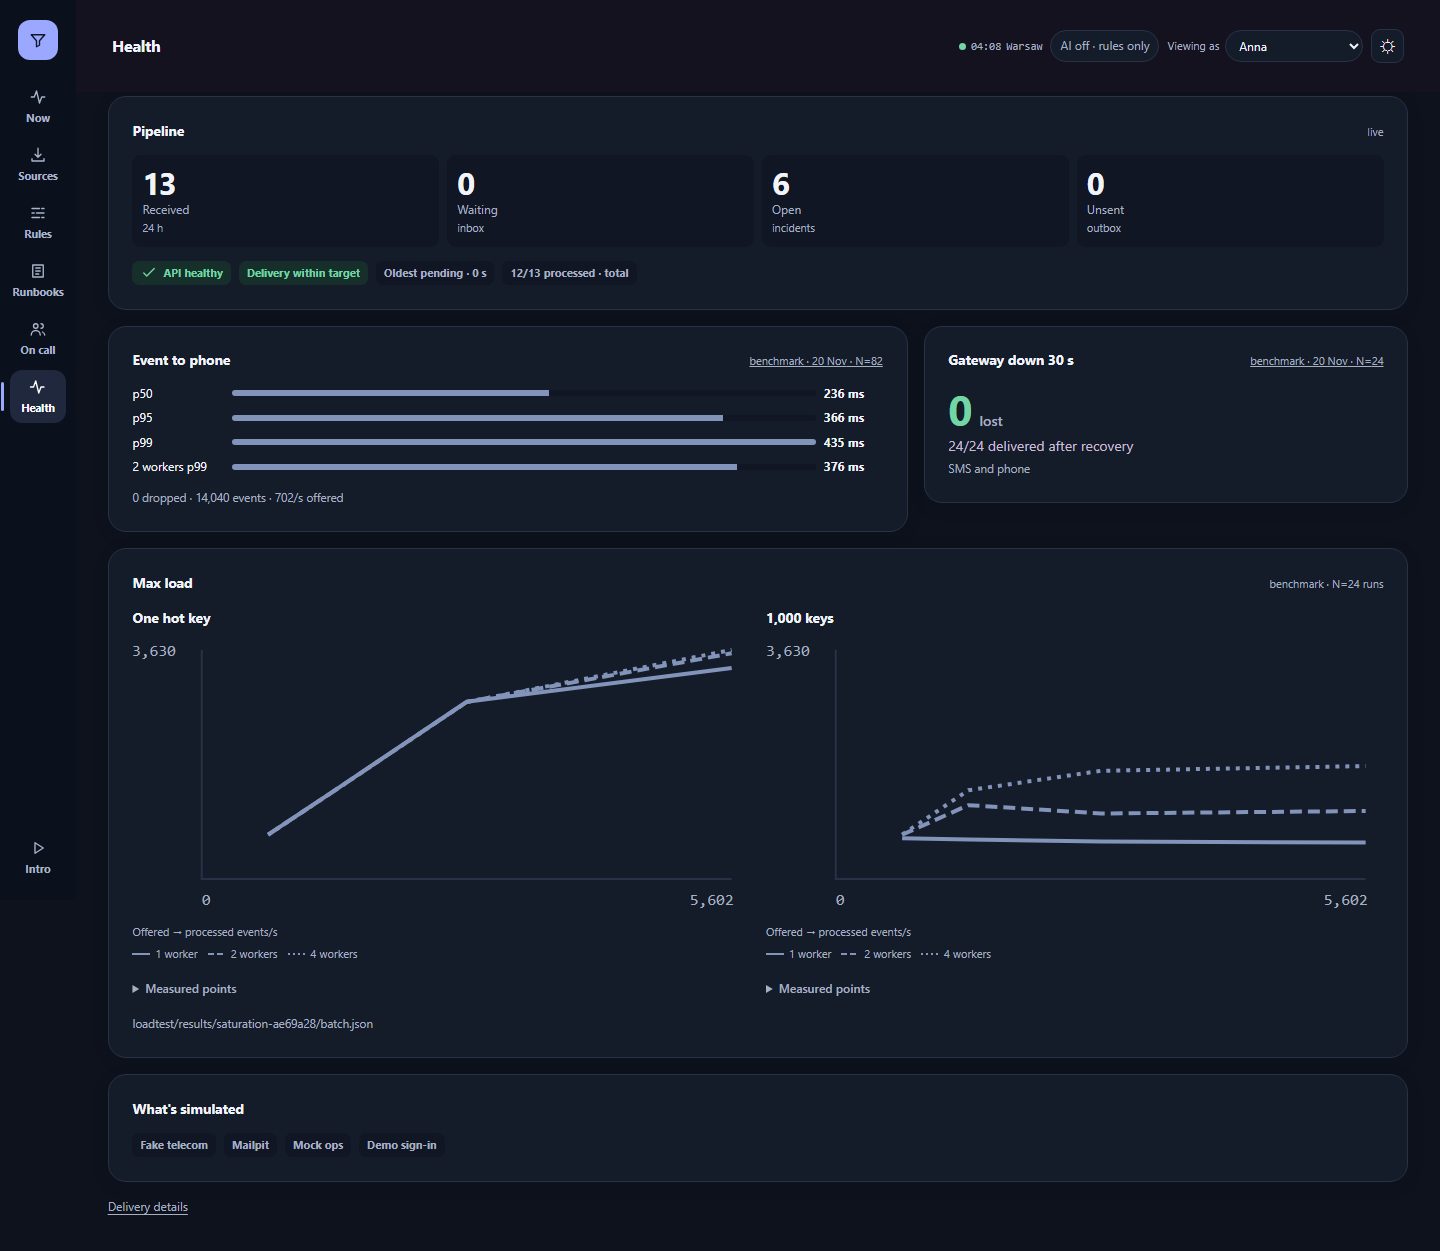 Now
Sources
Rules
Runbooks
On call
Health
Intro
Health
04:08 Warsaw
AI off · rules only
Viewing as
Anna
Pipeline
live
13
Received
24 h
0
Waiting
inbox
6
Open
incidents
0
Unsent
outbox
API healthy
Delivery within target
Oldest pending · 0 s
12/13 processed · total
Event to phone
benchmark · 20 Nov · N=82
p50 236 ms
p95 366 ms
p99 435 ms
2 workers p99 376 ms
0 dropped · 14,040 events · 702/s offered
Gateway down 30 s
benchmark · 20 Nov · N=24
0 lost
24/24 delivered after recovery
SMS and phone
Max load
benchmark · N=24 runs
One hot key
3,630
0
5,602
Offered → processed events/s
1 worker 2 workers 4 workers
Measured points
loadtest/results/saturation-ae69a28/batch.json
1,000 keys
3,630
0
5,602
Offered → processed events/s
1 worker 2 workers 4 workers
Measured points
What's simulated
Fake telecom
Mailpit
Mock ops
Demo sign-in
Delivery details